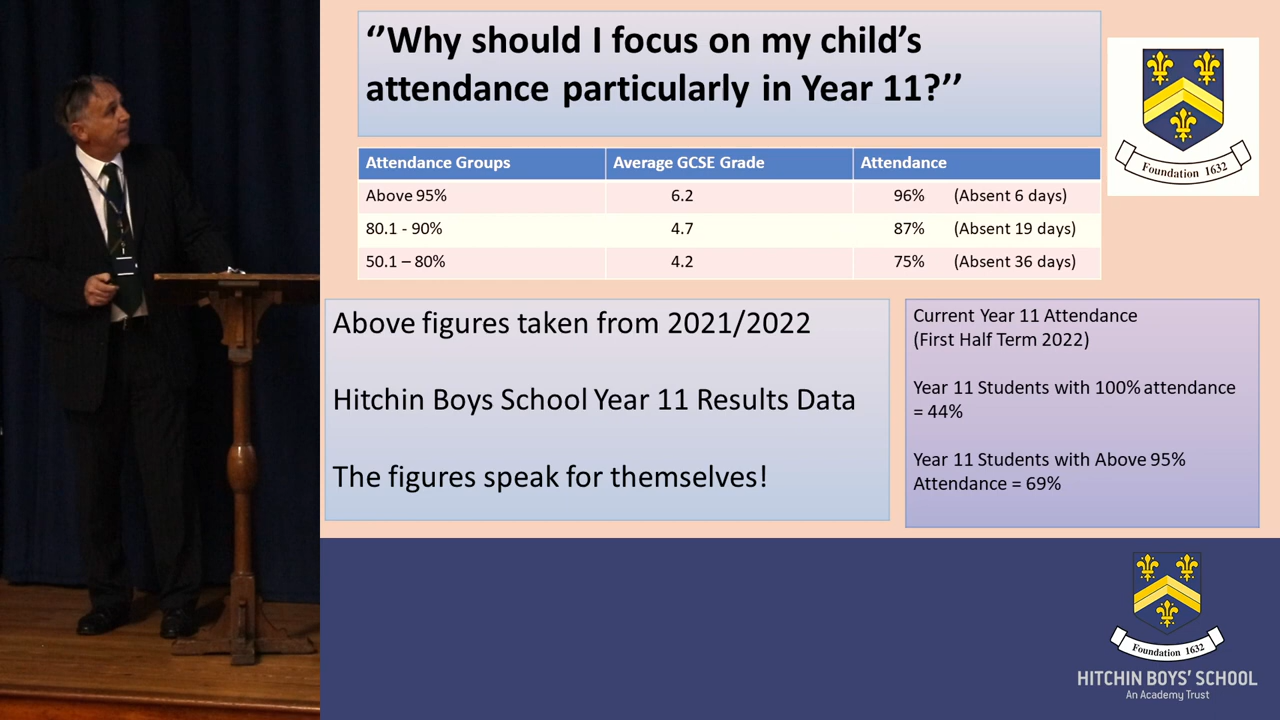 ‘’Why should I focus on my child’s
attendance particularly in Year 11?’’
Foundation 1632
Attendance Groups Average GCSE Grade Attendance
Above 95% 6.2 96% (Absent 6 days)
80.1 - 90% 4.7 87% (Absent 19 days)
50.1 – 80% 4.2 75% (Absent 36 days)
Above figures taken from 2021/2022
Hitchin Boys School Year 11 Results Data
The figures speak for themselves!
Current Year 11 Attendance
(First Half Term 2022)
Year 11 Students with 100% attendance
= 44%
Year 11 Students with Above 95%
Attendance = 69%
Foundation 1632
HITCHIN BOYS’ SCHOOL
An Academy Trust